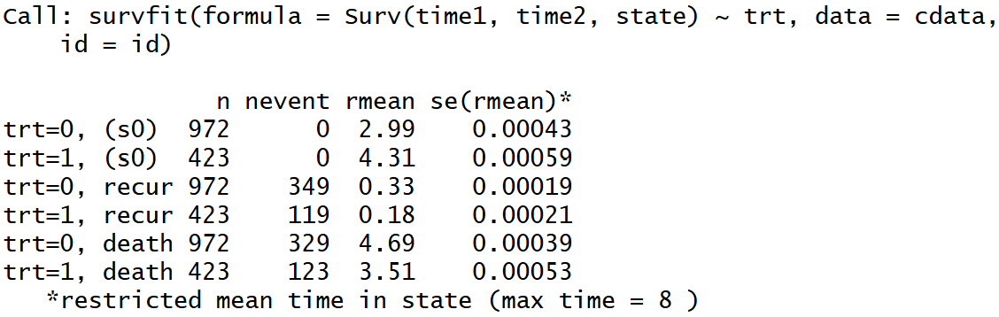 Call: survfit(formula = Surv(time1, time2, state) ~ trt, data = cdata,
    id = id)

               n nevent rmean se(rmean)*
trt=0, (s0)  972      0  2.99    0.00043
trt=1, (s0)  423      0  4.31    0.00059
trt=0, recur 972    349  0.33    0.00019
trt=1, recur 423    119  0.18    0.00021
trt=0, death 972    329  4.69    0.00039
trt=1, death 423    123  3.51    0.00053
   *restricted mean time in state (max time = 8 )